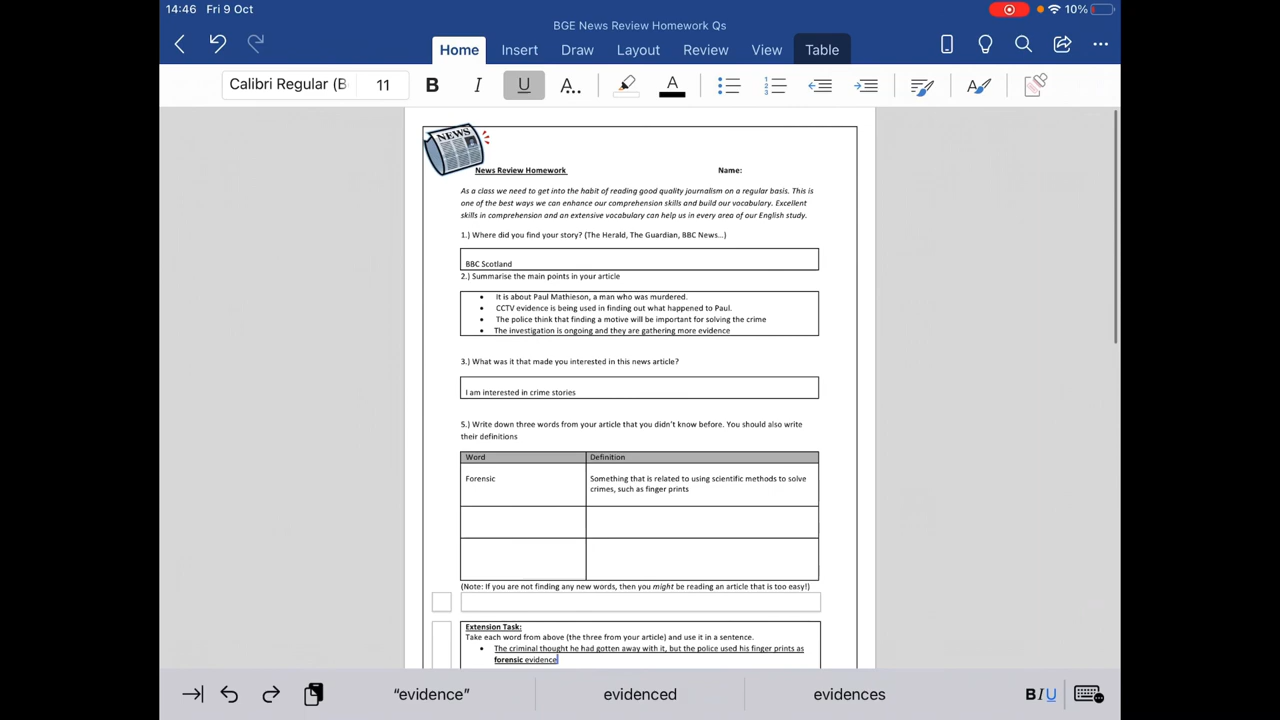 14:46 Fri 9 Oct
10%
BGE News Review Homework Qs
Home Insert Draw Layout Review View Table
Calibri Regular (B 11 B I U A.. A
NEWS
News Review Homework Name:
As a class we need to get into the habit of reading good quality journalism on a regular basis. This is
one of the best ways we can enhance our comprehension skills and build our vocabulary. Excellent
skills in comprehension and an extensive vocabulary can help us in every area of our English study.
1.) Where did you find your story? (The Herald, The Guardian, BBC News…)
BBC Scotland
2.) Summarise the main points in your article
• It is about Paul Mathieson, a man who was murdered.
• CCTV evidence is being used in finding out what happened to Paul.
• The police think that finding a motive will be important for solving the crime
• The investigation is ongoing and they are gathering more evidence
3.) What was it that made you interested in this news article?
I am interested in crime stories
5.) Write down three words from your article that you didn't know before. You should also write
their definitions
Word Definition
Forensic Something that is related to using scientific methods to solve
crimes, such as finger prints
(Note: If you are not finding any new words, then you might be reading an article that is too easy!)
Extension Task:
Take each word from above (the three from your article) and use it in a sentence.
• The criminal thought he had gotten away with it, but the police used his finger prints as
forensic evidence
"evidence" evidenced evidences
BIU